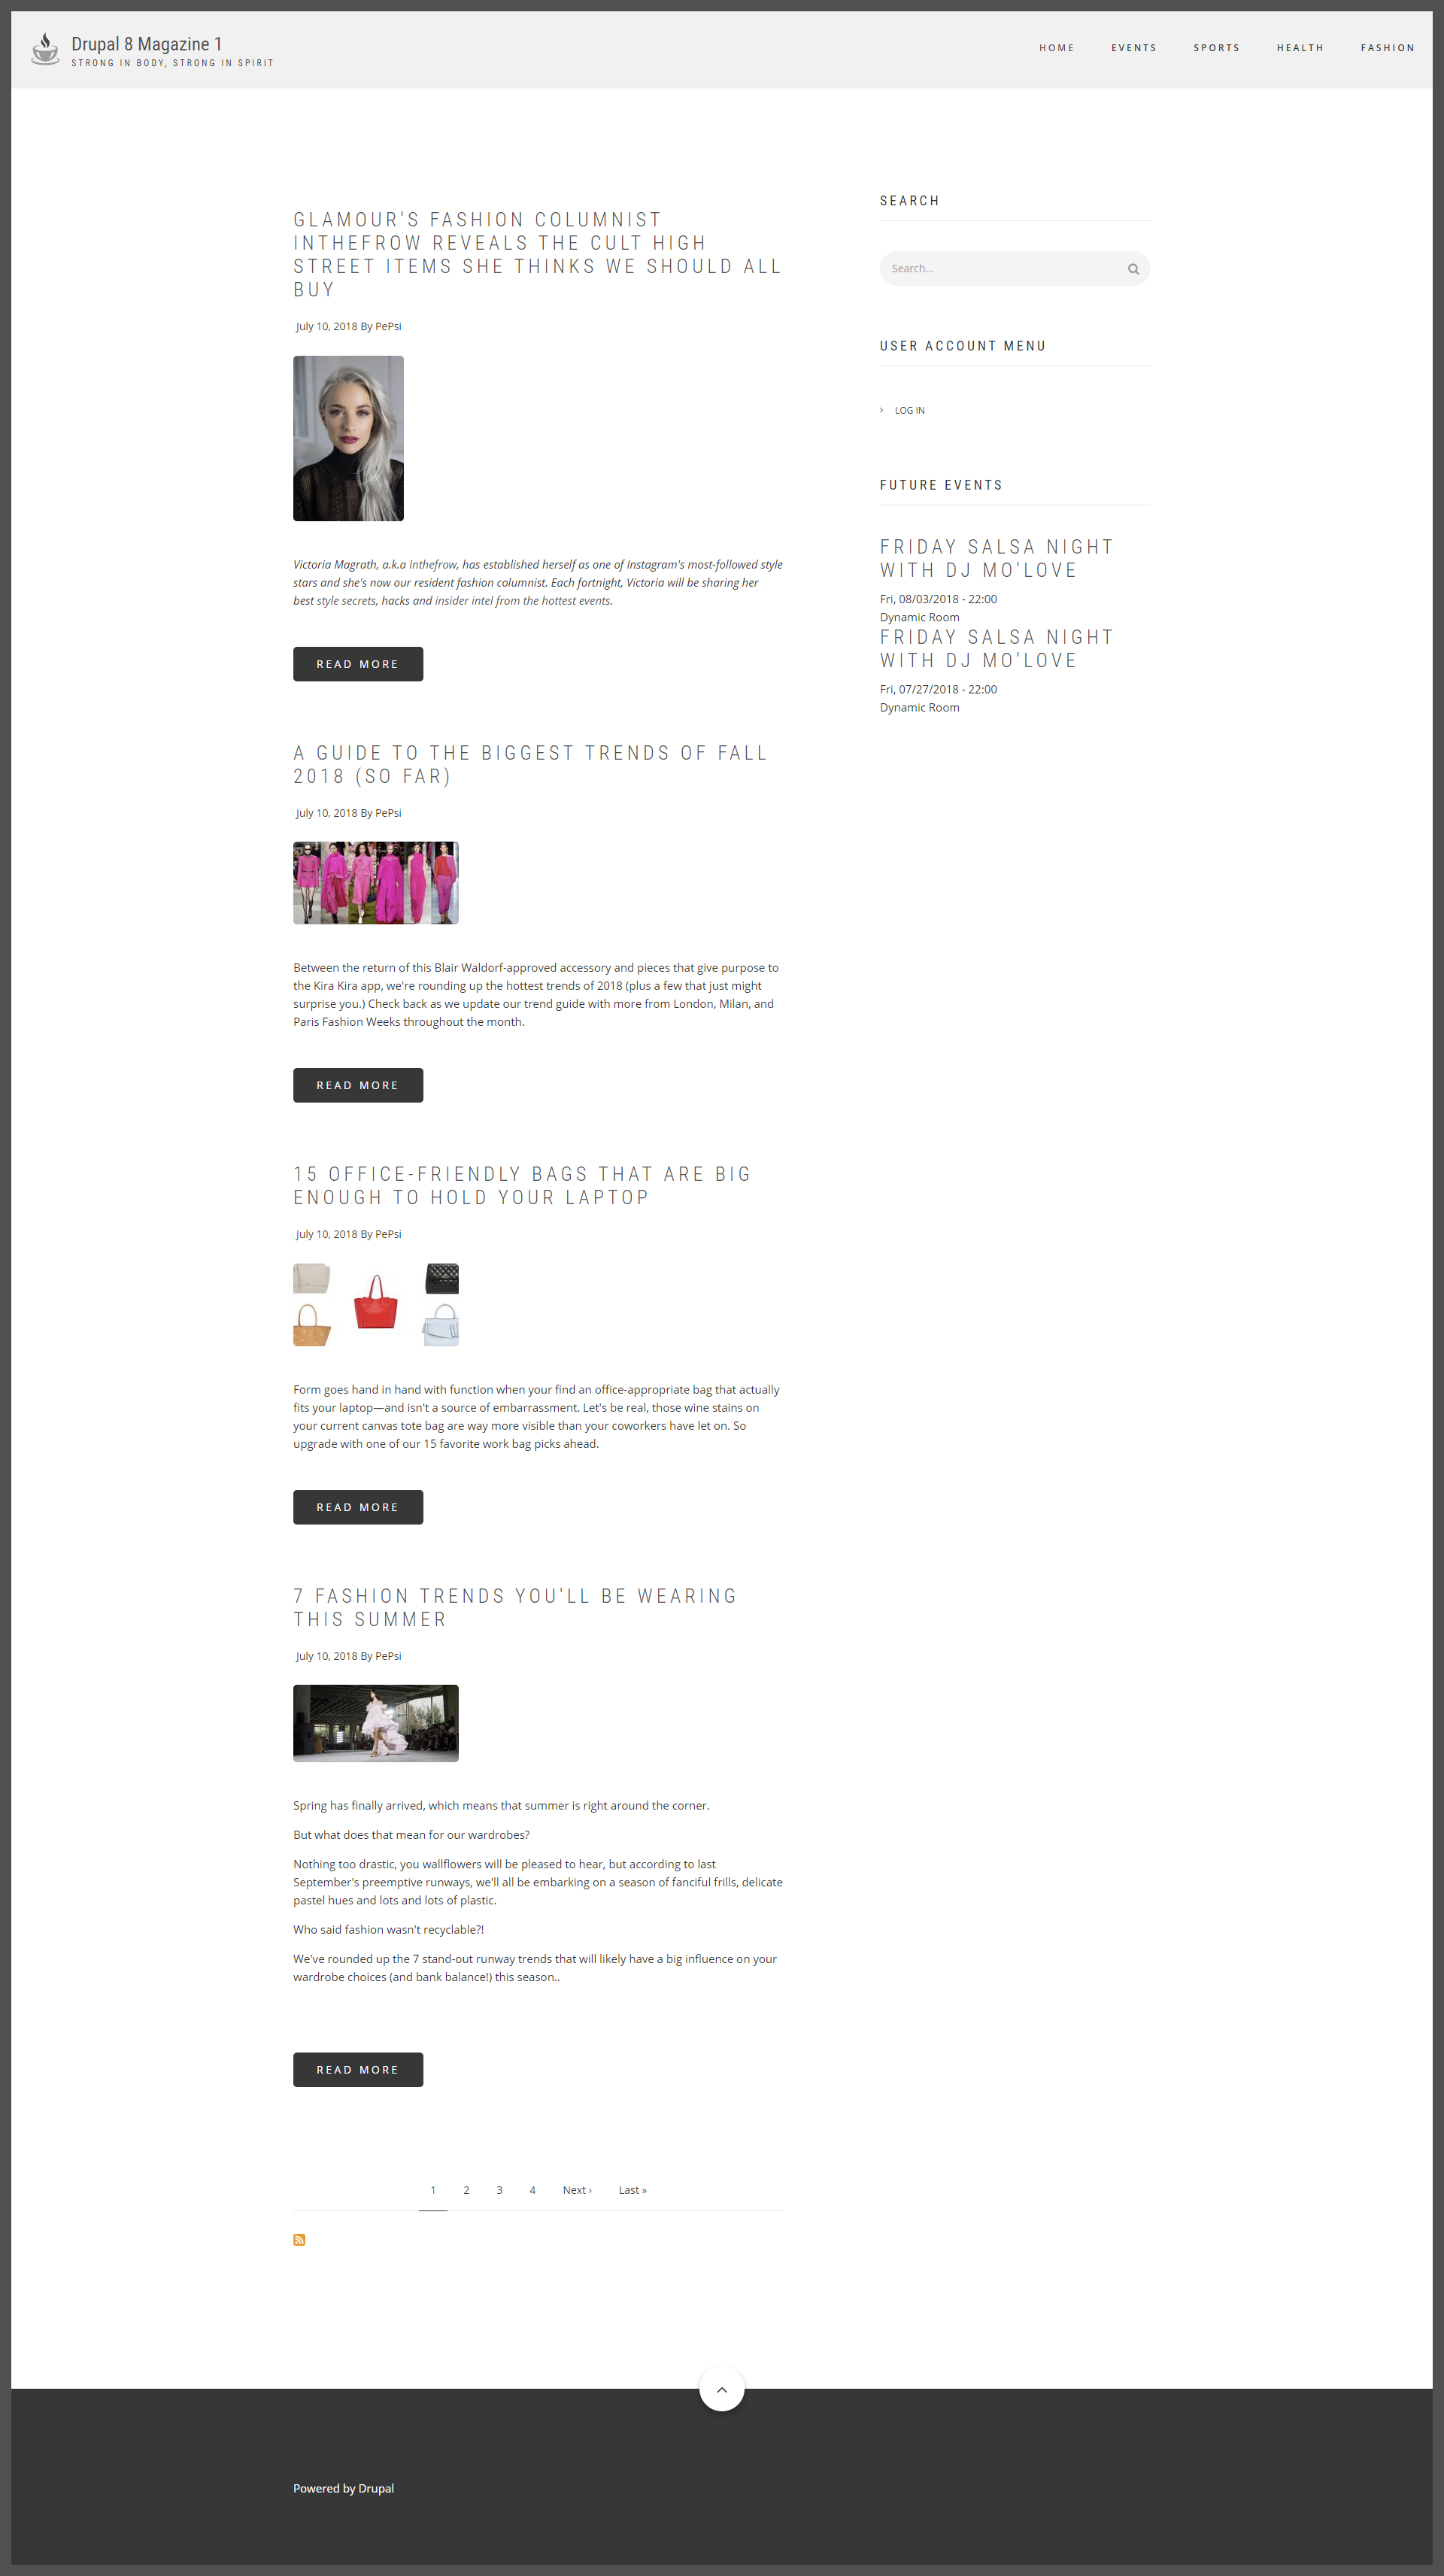 Drupal 8 Magazine 1
STRONG IN BODY, STRONG IN SPIRIT
HOME EVENTS SPORTS HEALTH FASHION
GLAMOUR'S FASHION COLUMNIST
INTHEFROW REVEALS THE CULT HIGH
STREET ITEMS SHE THINKS WE SHOULD ALL
BUY
July 10, 2018 By PePsi
Victoria Magrath, a.k.a Inthefrow, has established herself as one of Instagram's most-followed style
stars and she's now our resident fashion columnist. Each fortnight, Victoria will be sharing her
best style secrets, hacks and insider intel from the hottest events.
READ MORE
A GUIDE TO THE BIGGEST TRENDS OF FALL
2018 (SO FAR)
July 10, 2018 By PePsi
Between the return of this Blair Waldorf-approved accessory and pieces that give purpose to
the Kira Kira app, we're rounding up the hottest trends of 2018 (plus a few that just might
surprise you.) Check back as we update our trend guide with more from London, Milan, and
Paris Fashion Weeks throughout the month.
READ MORE
15 OFFICE-FRIENDLY BAGS THAT ARE BIG
ENOUGH TO HOLD YOUR LAPTOP
July 10, 2018 By PePsi
Form goes hand in hand with function when your find an office-appropriate bag that actually
fits your laptop—and isn't a source of embarrassment. Let's be real, those wine stains on
your current canvas tote bag are way more visible than your coworkers have let on. So
upgrade with one of our 15 favorite work bag picks ahead.
READ MORE
7 FASHION TRENDS YOU'LL BE WEARING
THIS SUMMER
July 10, 2018 By PePsi
Spring has finally arrived, which means that summer is right around the corner.
But what does that mean for our wardrobes?
Nothing too drastic, you wallflowers will be pleased to hear, but according to last
September's preemptive runways, we'll all be embarking on a season of fanciful frills, delicate
pastel hues and lots and lots of plastic.
Who said fashion wasn't recyclable?!
We've rounded up the 7 stand-out runway trends that will likely have a big influence on your
wardrobe choices (and bank balance!) this season..
READ MORE
1 2 3 4 Next › Last »
SEARCH
Search...
USER ACCOUNT MENU
LOG IN
FUTURE EVENTS
FRIDAY SALSA NIGHT
WITH DJ MO'LOVE
Fri, 08/03/2018 - 22:00
Dynamic Room
FRIDAY SALSA NIGHT
WITH DJ MO'LOVE
Fri, 07/27/2018 - 22:00
Dynamic Room
Powered by Drupal